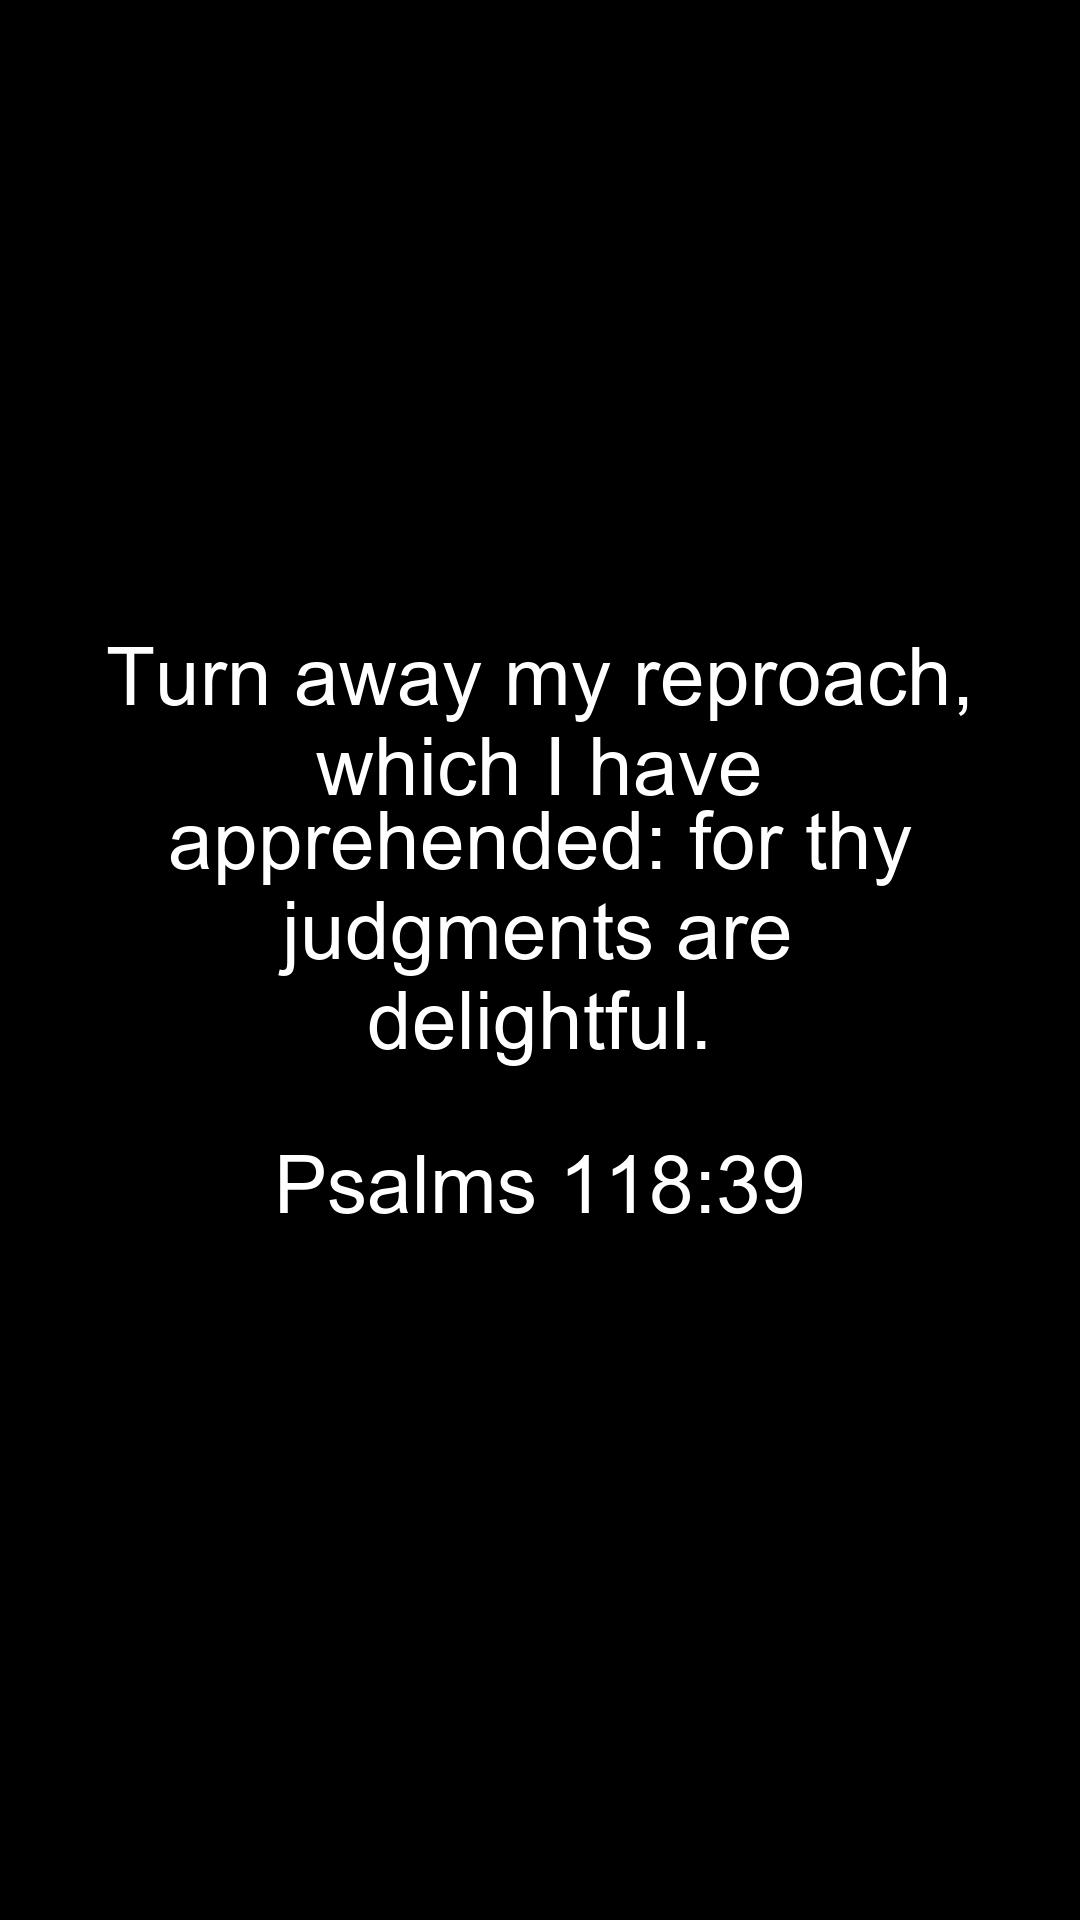 Turn away my reproach,
which I have
apprehended: for thy
judgments are
delightful.
Psalms 118:39